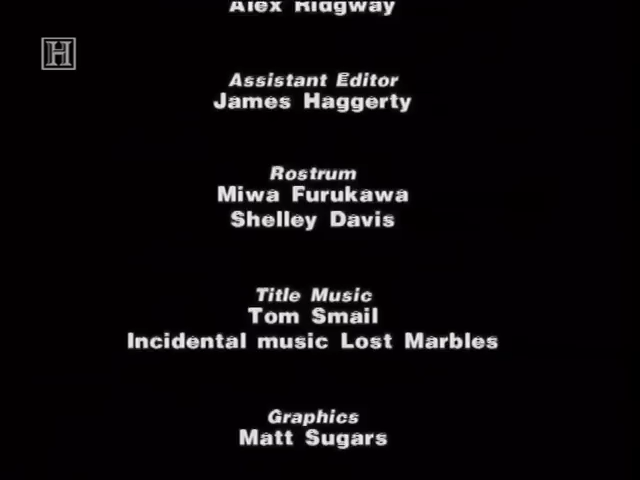 Alex Ridgway
H
Assistant Editor
James Haggerty
Rostrum
Miwa Furukawa
Shelley Davis
Title Music
Tom Smail
Incidental music Lost Marbles
Graphics
Matt Sugars